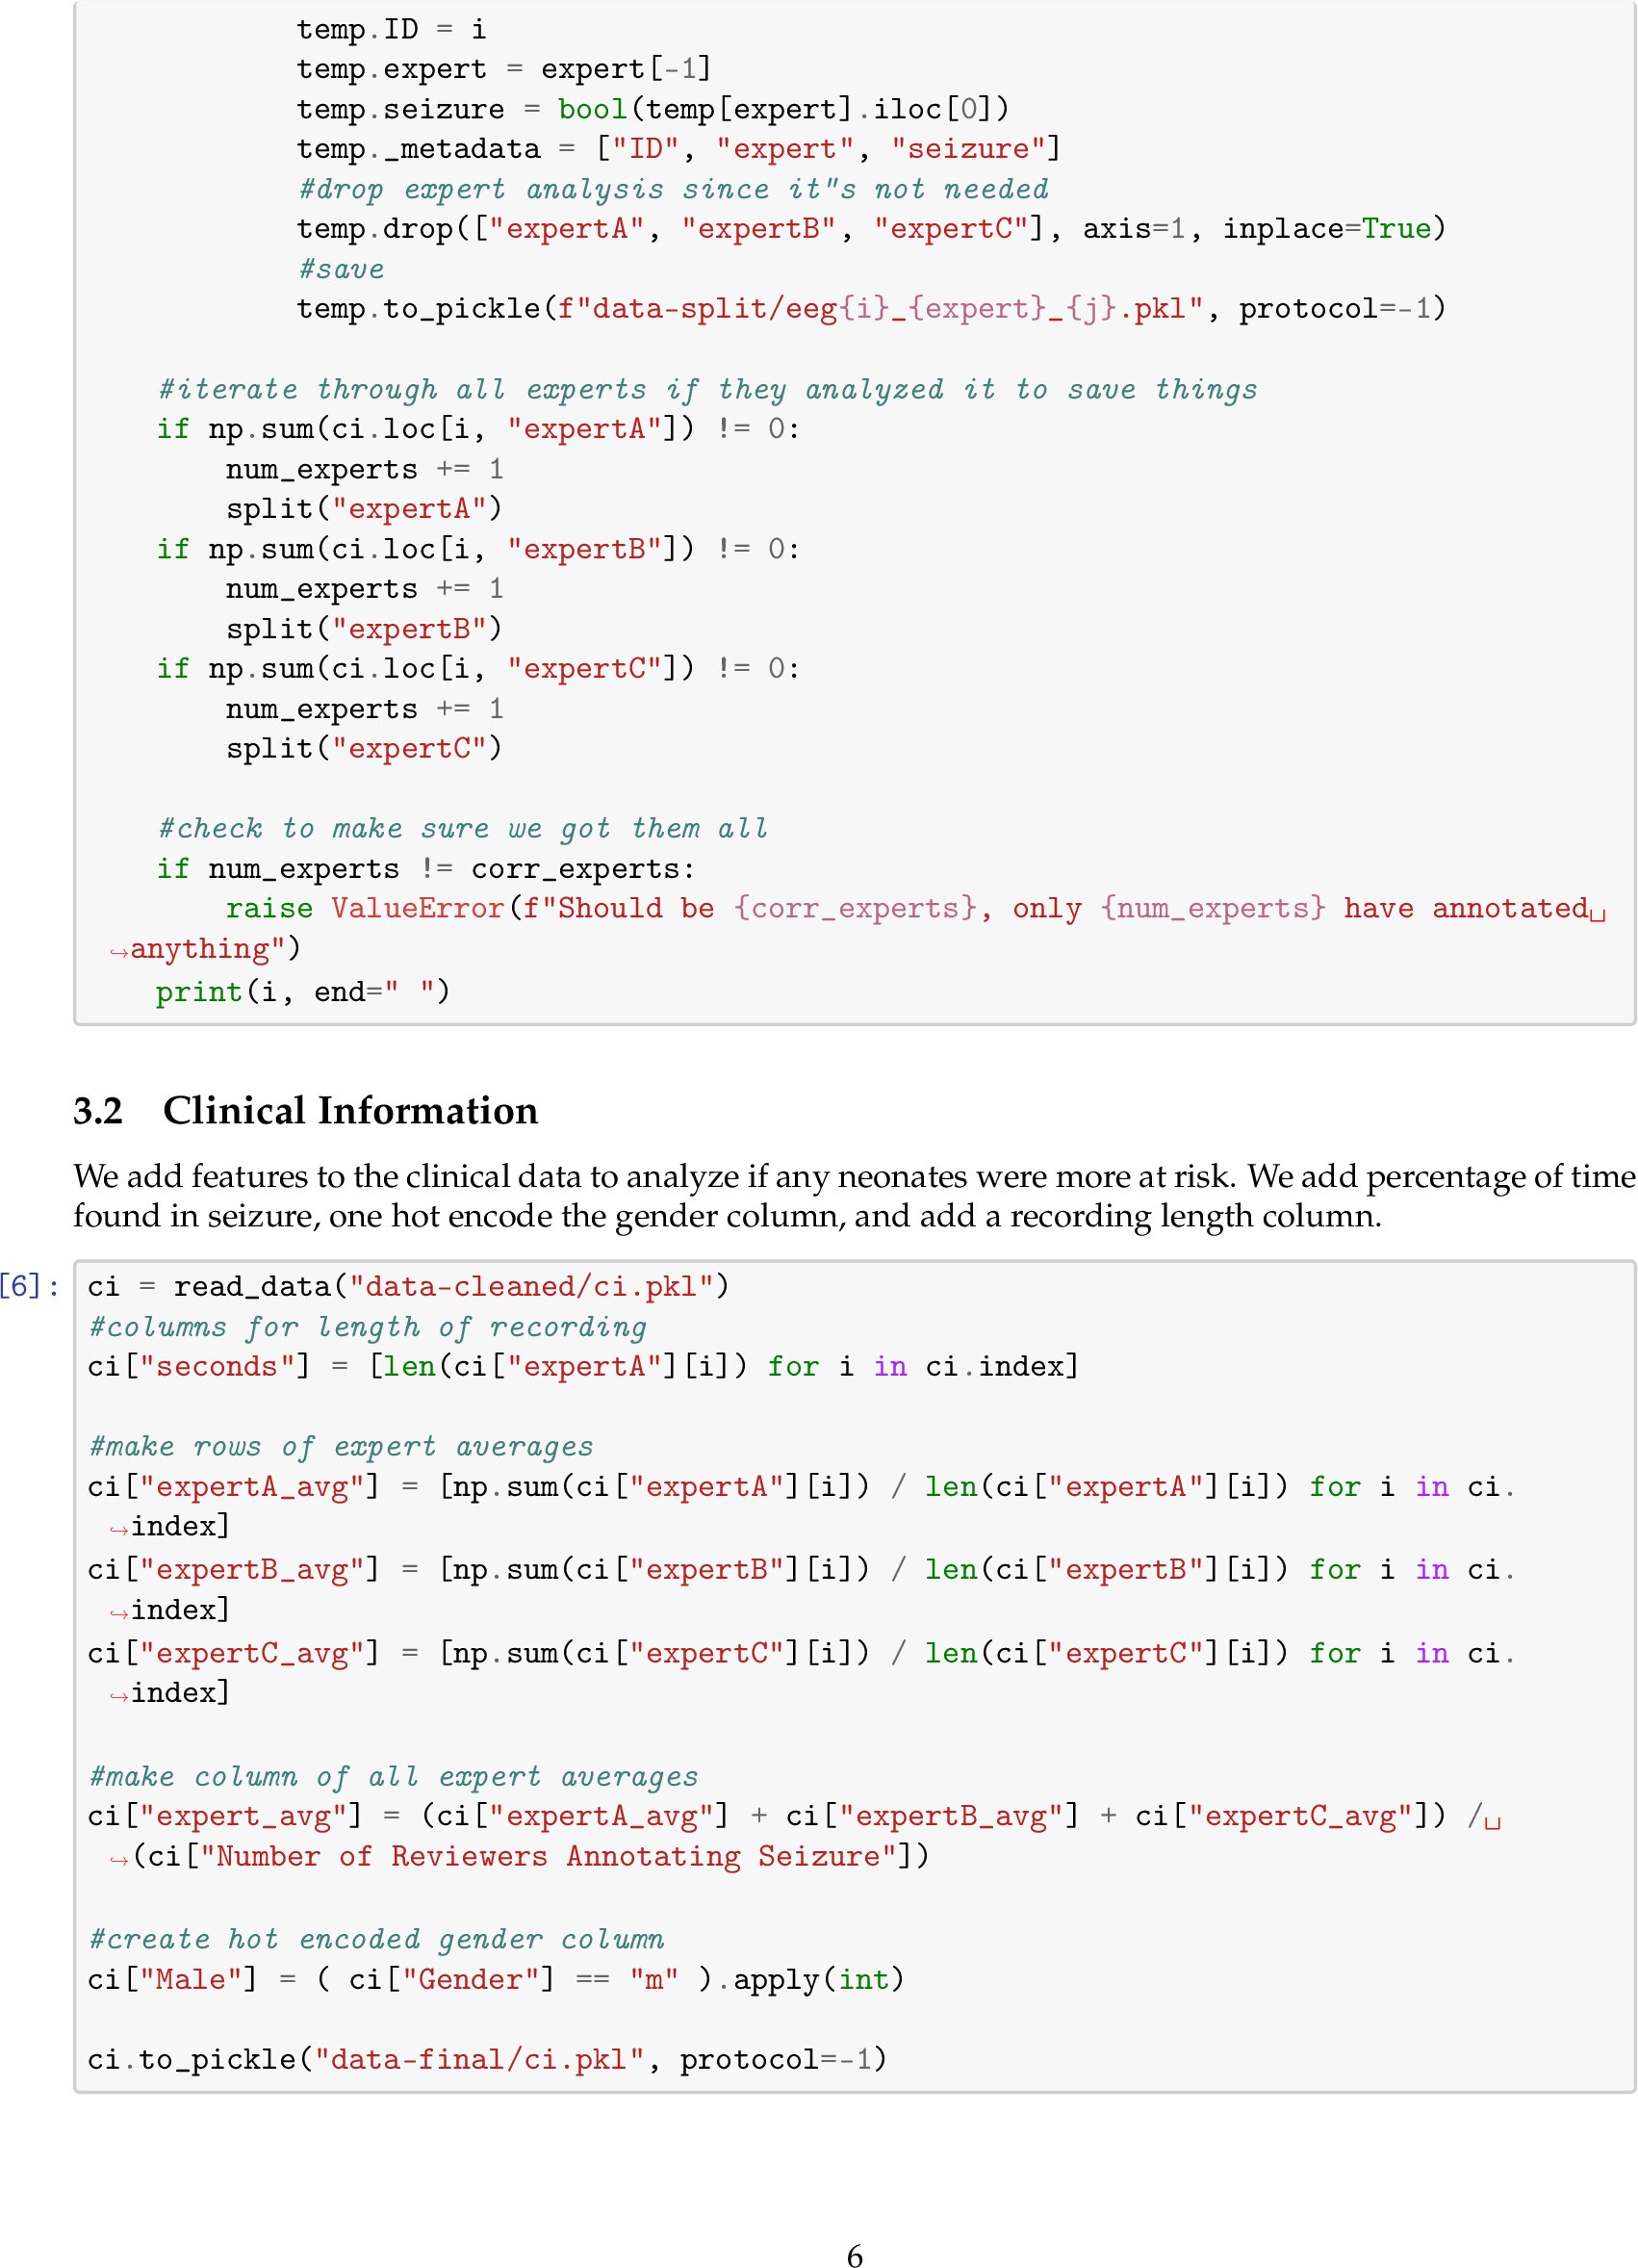 temp.ID = i
temp.expert = expert[-1]
temp.seizure = bool(temp[expert].iloc[0])
temp._metadata = ["ID", "expert", "seizure"]
#drop expert analysis since it"s not needed
temp.drop(["expertA", "expertB", "expertC"], axis=1, inplace=True)
#save
temp.to_pickle(f"data-split/eeg{i}_{expert}_{j}.pkl", protocol=-1)
#iterate through all experts if they analyzed it to save things
if np.sum(ci.loc[i, "expertA"]) != 0:
num_experts += 1
split("expertA")
if np.sum(ci.loc[i, "expertB"]) != 0:
num_experts += 1
split("expertB")
if np.sum(ci.loc[i, "expertC"]) != 0:
num_experts += 1
split("expertC")
#check to make sure we got them all
if num_experts != corr_experts:
raise ValueError(f"Should be {corr_experts}, only {num_experts} have annotated␣
↪anything")
print(i, end=" ")
3.2 Clinical Information
We add features to the clinical data to analyze if any neonates were more at risk. We add percentage of time
found in seizure, one hot encode the gender column, and add a recording length column.
[6]: ci = read_data("data-cleaned/ci.pkl")
#columns for length of recording
ci["seconds"] = [len(ci["expertA"][i]) for i in ci.index]
#make rows of expert averages
ci["expertA_avg"] = [np.sum(ci["expertA"][i]) / len(ci["expertA"][i]) for i in ci.
↪index]
ci["expertB_avg"] = [np.sum(ci["expertB"][i]) / len(ci["expertB"][i]) for i in ci.
↪index]
ci["expertC_avg"] = [np.sum(ci["expertC"][i]) / len(ci["expertC"][i]) for i in ci.
↪index]
#make column of all expert averages
ci["expert_avg"] = (ci["expertA_avg"] + ci["expertB_avg"] + ci["expertC_avg"]) /␣
↪(ci["Number of Reviewers Annotating Seizure"])
#create hot encoded gender column
ci["Male"] = ( ci["Gender"] == "m" ).apply(int)
ci.to_pickle("data-final/ci.pkl", protocol=-1)
6